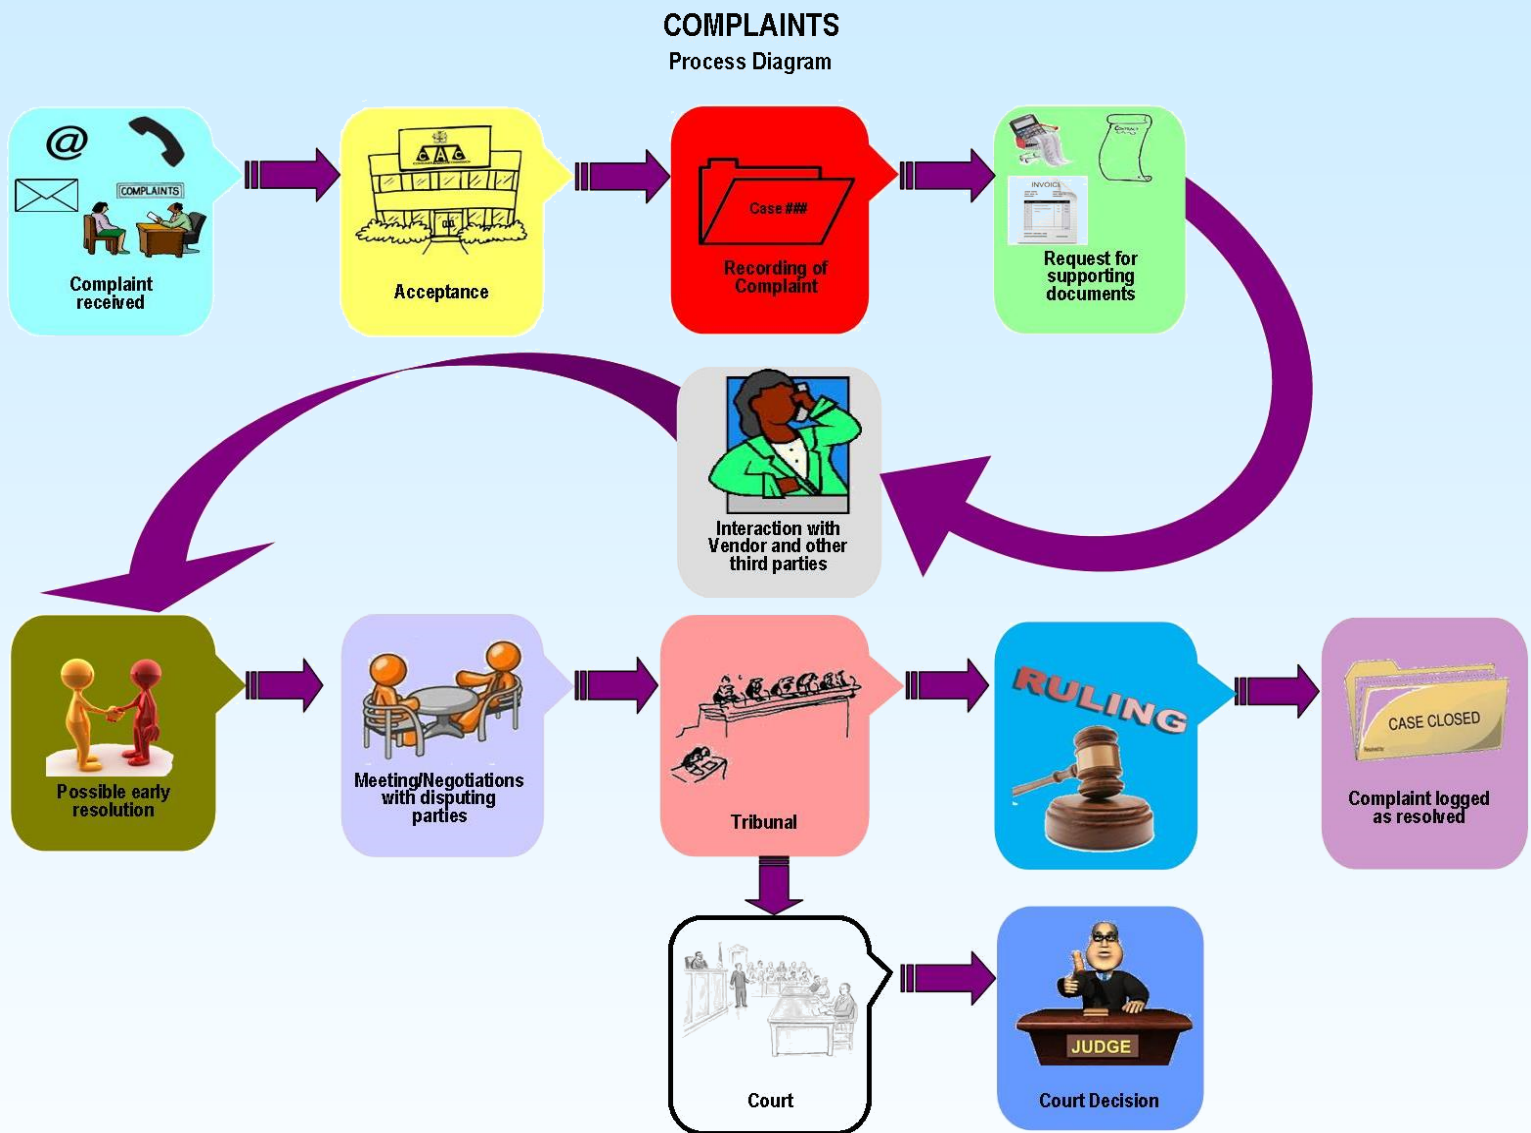 COMPLAINTS
Process Diagram
@
COMPLAINTS
Complaint
received
CAC
Acceptance
Case ###
Recording of
Complaint
CONTRACT
INVOICE
Request for
supporting
documents
Interaction with
Vendor and other
third parties
Possible early
resolution
Meeting/Negotiations
with disputing
parties
Tribunal
RULING
CASE CLOSED
Complaint logged
as resolved
Court
JUDGE
Court Decision